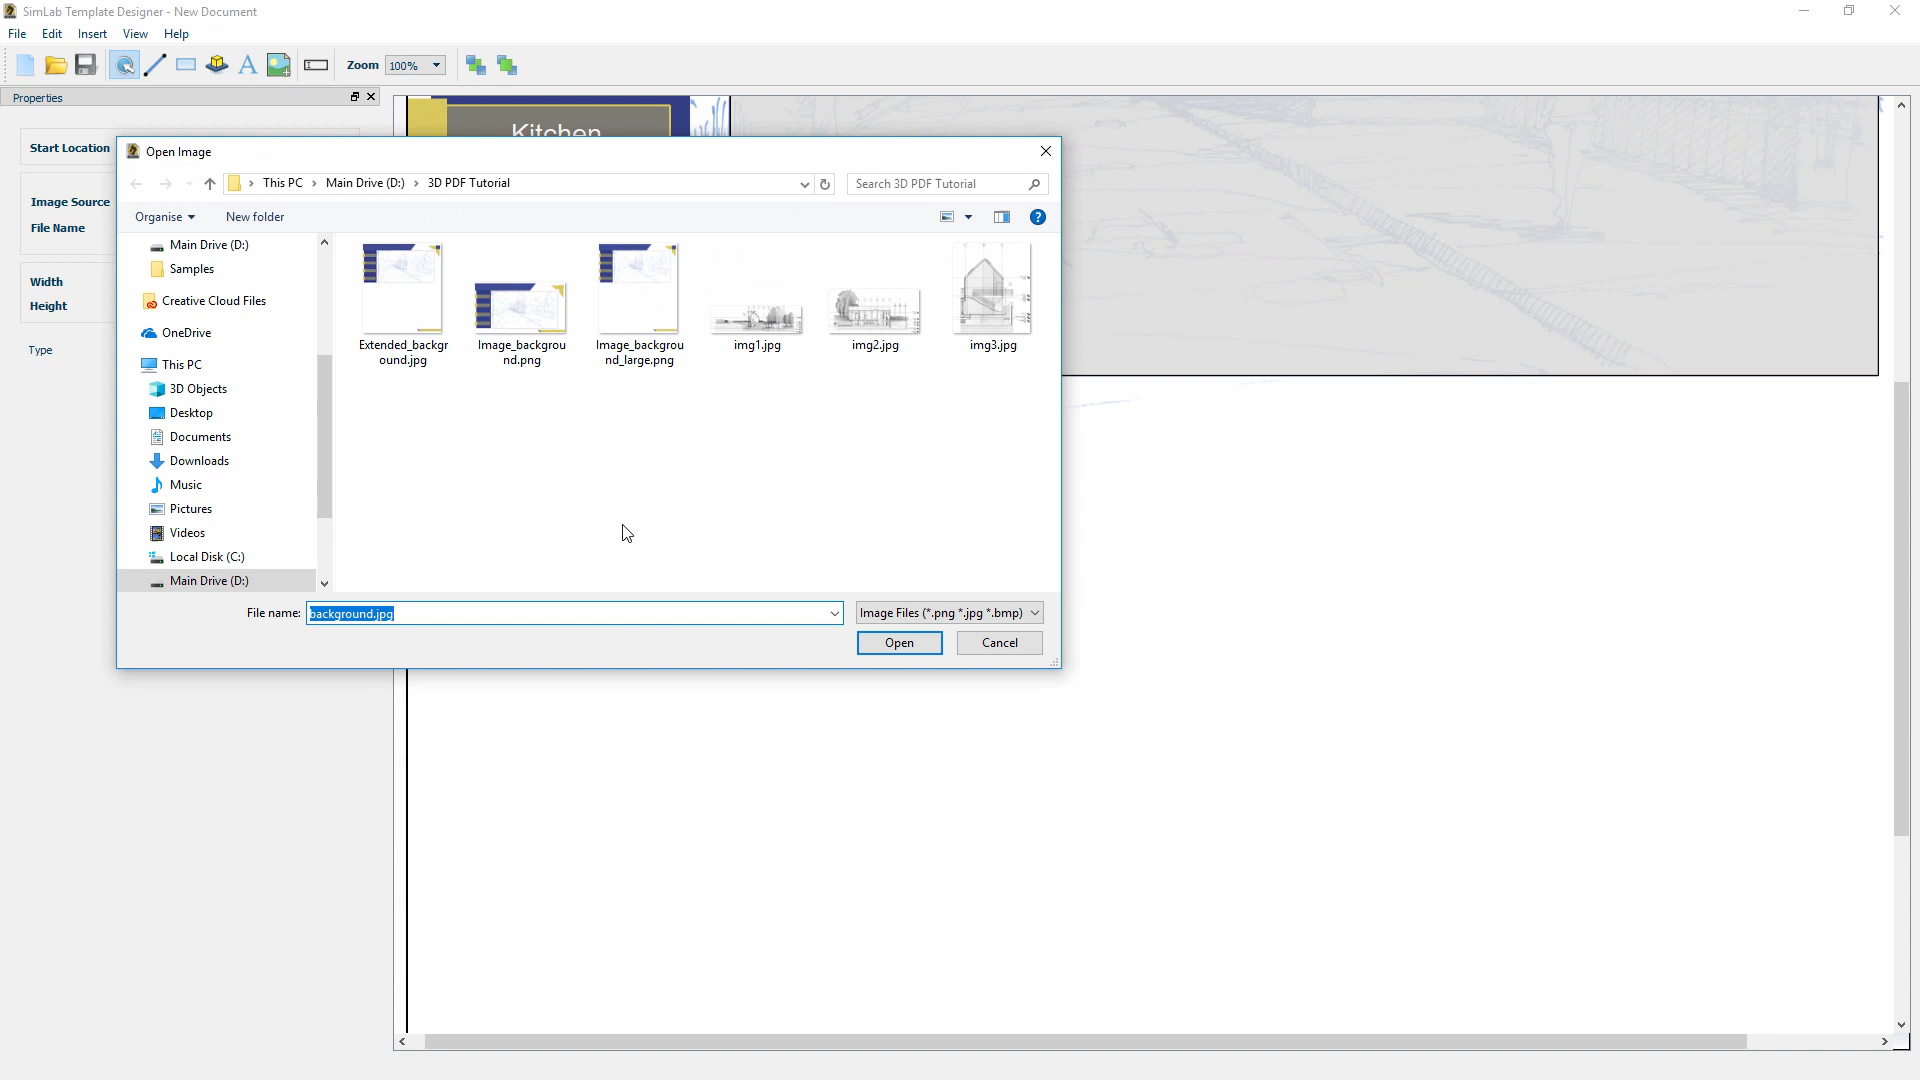 SimLab Template Designer - New Document
File Edit Insert View Help
Zoom 100%
Properties
Kitchen
Start Location
Open Image
This PC Main Drive (D:) 3D PDF Tutorial
Search 3D PDF Tutorial
Image Source
Organise New folder
File Name
Width
Height
Type
Main Drive (D:)
Samples
Creative Cloud Files
OneDrive
This PC
3D Objects
Desktop
Documents
Downloads
Music
Pictures
Videos
Local Disk (C:)
Main Drive (D:)
Extended_backgr
ound.jpg
Image_backgrou
nd.png
Image_backgrou
nd_large.png
img1.jpg
img2.jpg
img3.jpg
File name: background.jpg
Image Files (*.png *.jpg *.bmp)
Open Cancel